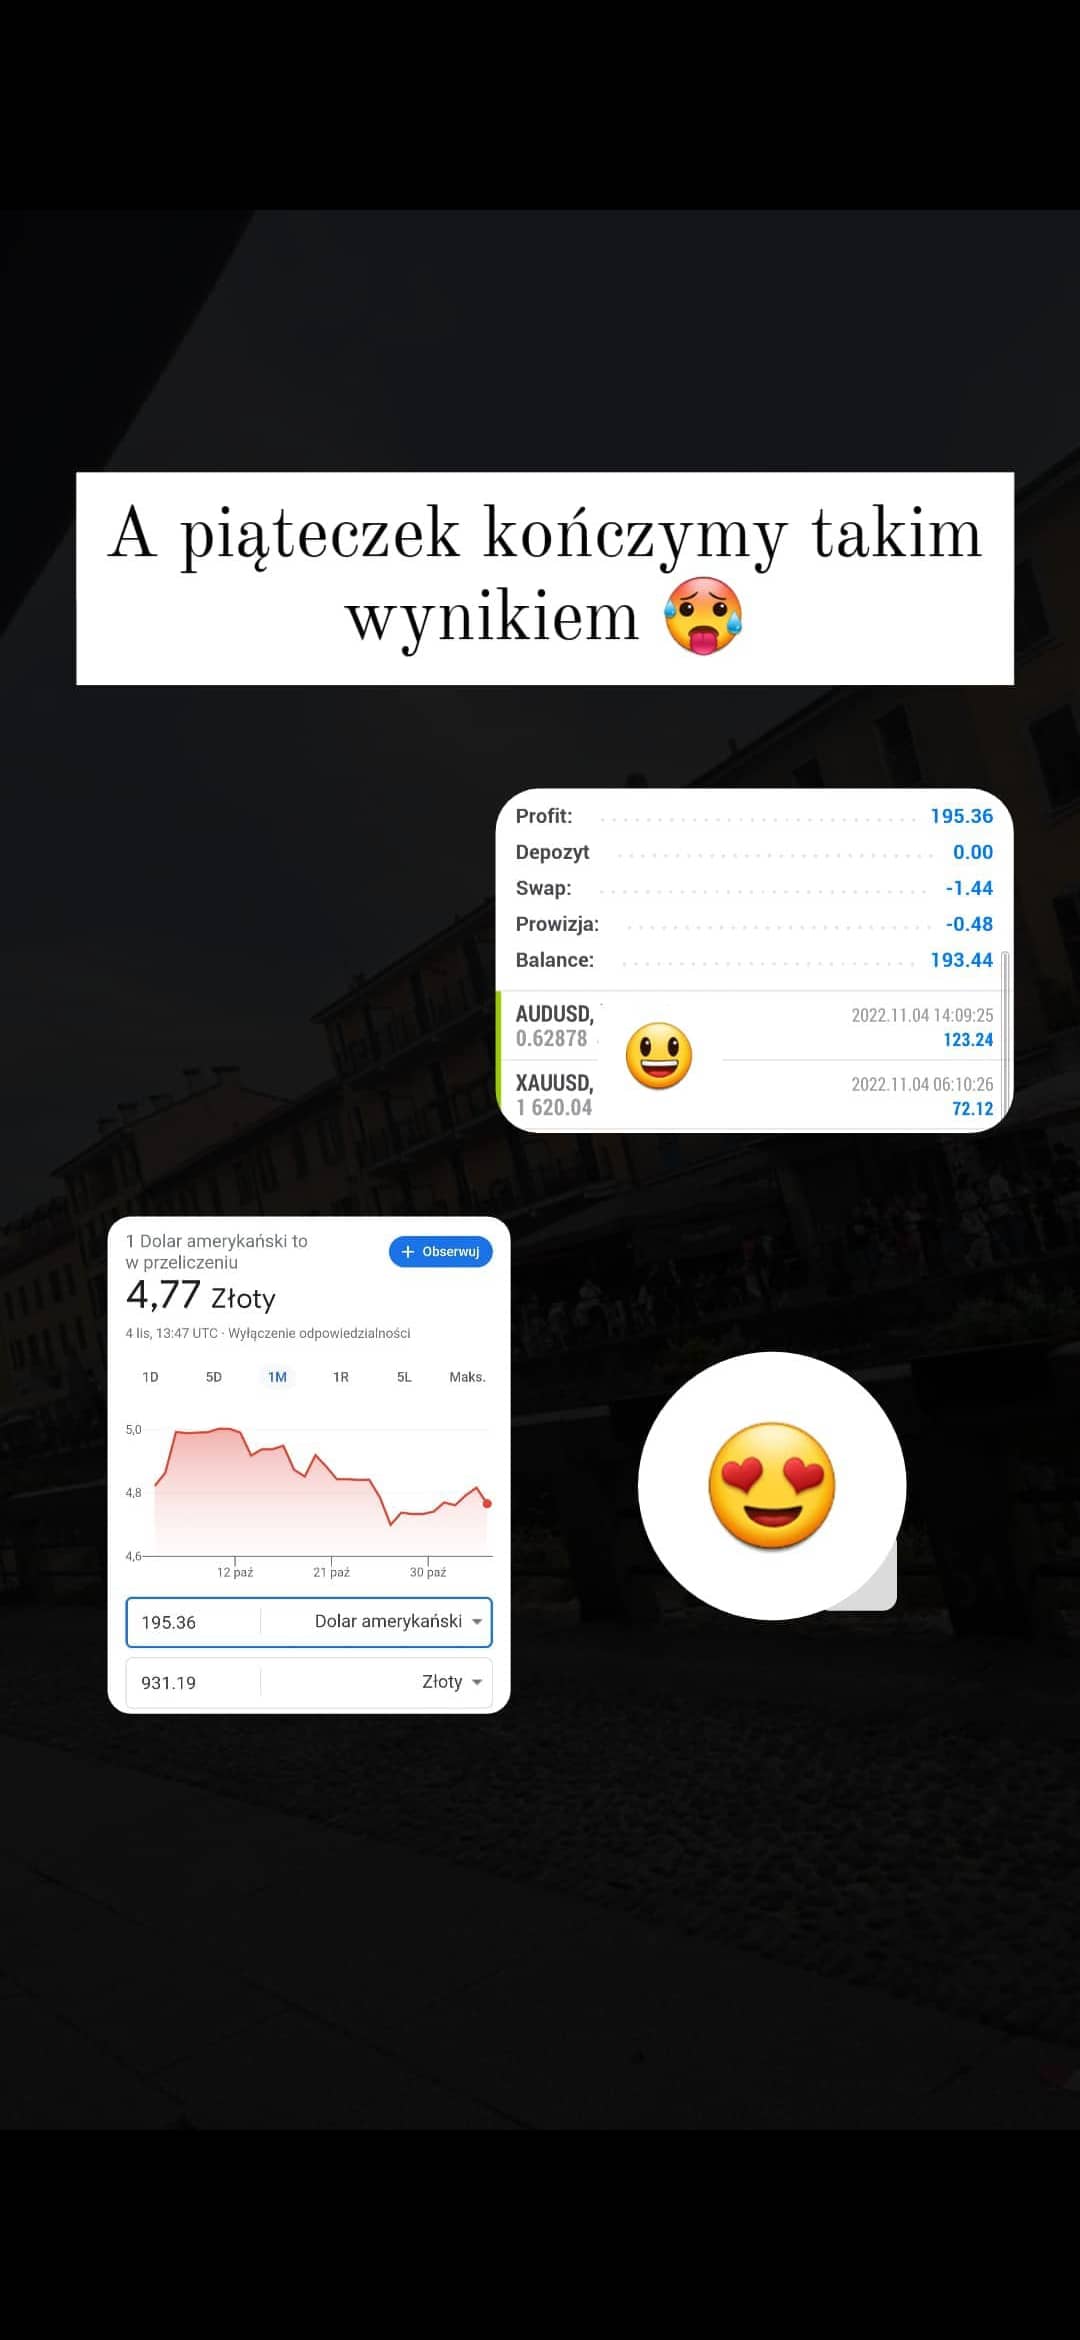 A piąteczek kończymy takim
wynikiem 🥵
Profit: 195.36
Depozyt 0.00
Swap: -1.44
Prowizja: -0.48
Balance: 193.44
AUDUSD, 2022.11.04 14:09:25
0.62878 123.24
XAUUSD, 2022.11.04 06:10:26
1 620.04 72.12
1 Dolar amerykański to
w przeliczeniu
+ Obserwuj
4,77 Złoty
4 lis, 13:47 UTC · Wyłączenie odpowiedzialności
1D 5D 1M 1R 5L Maks.
5,0
4,8
4,6
12 paź 21 paź 30 paź
195.36 Dolar amerykański
931.19 Złoty